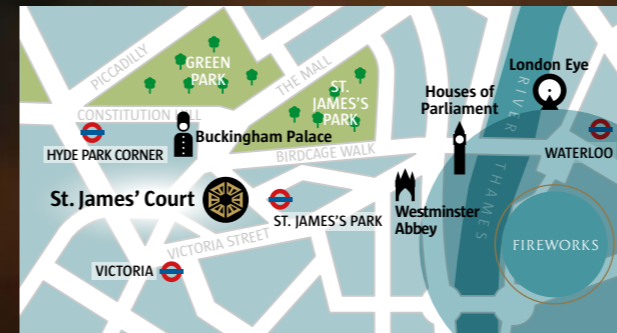 PICCADILLY
GREEN
PARK
THE MALL
ST.
JAMES'S
PARK
London Eye
Houses of
Parliament
RIVER THAMES
CONSTITUTION HILL
Buckingham Palace
HYDE PARK CORNER
BIRDCAGE WALK
WATERLOO
St. James' Court
ST. JAMES'S PARK
Westminster
Abbey
VICTORIA STREET
FIREWORKS
VICTORIA